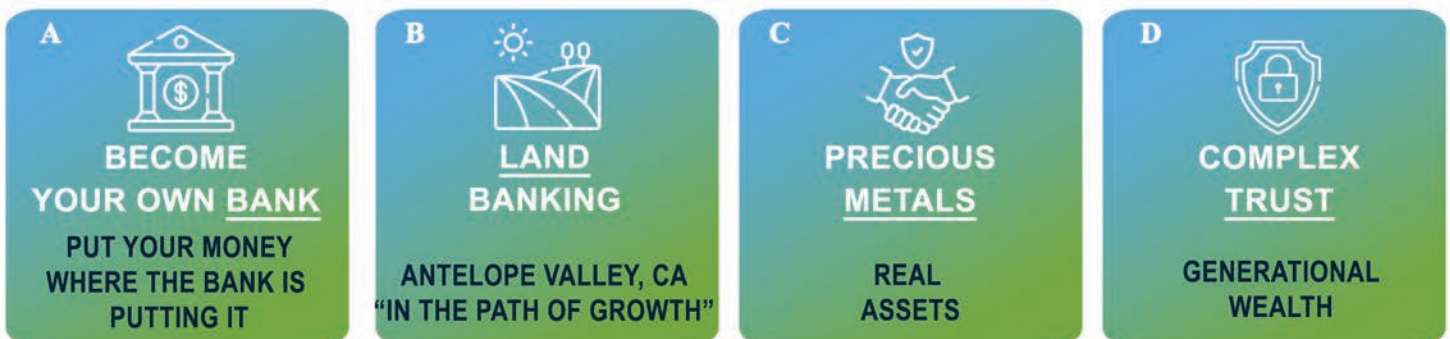 A
BECOME
YOUR OWN BANK
PUT YOUR MONEY
WHERE THE BANK IS
PUTTING IT
B
LAND
BANKING
ANTELOPE VALLEY, CA
“IN THE PATH OF GROWTH”
C
PRECIOUS
METALS
REAL
ASSETS
D
COMPLEX
TRUST
GENERATIONAL
WEALTH